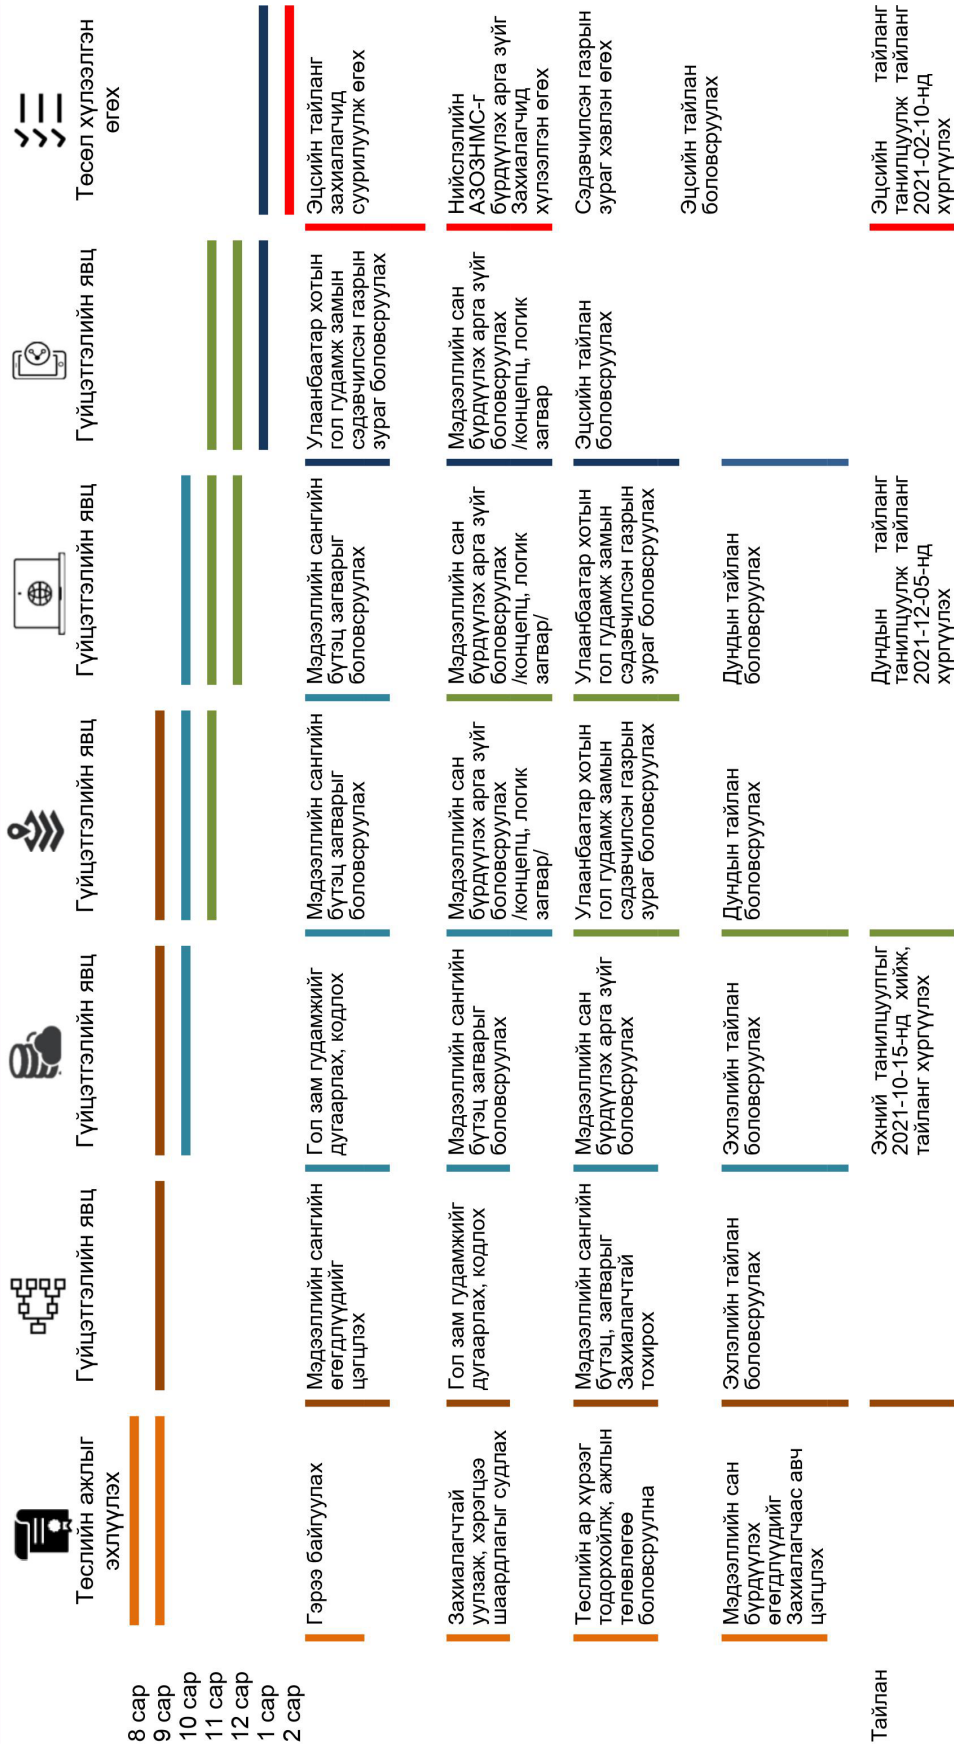 Төслийн ажлыг
эхлүүлэх
Гүйцэтгэлийн явц
Гүйцэтгэлийн явц
Гүйцэтгэлийн явц
Гүйцэтгэлийн явц
Гүйцэтгэлийн явц
Төсөл хүлээлгэн
өгөх
8 сар
9 сар
10 сар
11 сар
12 сар
1 сар
2 сар
Гэрээ байгуулах
Мэдээллийн сангийн
өгөгдлүүдийг
цэгцлэх
Гол зам гудамжийг
дугаарлах, кодлох
Мэдээллийн сангийн
бүтэц загварыг
боловсруулах
Мэдээллийн сангийн
бүтэц загварыг
боловсруулах
Улаанбаатар хотын
гол гудамж замын
сэдэвчилсэн газрын
зураг боловсруулах
Эцсийн тайланг
захиалагчид
суурилуулж өгөх
Захиалагчтай
уулзаж, хэрэгцээ
шаардлагыг судлах
Гол зам гудамжийг
дугаарлах, кодлох
Мэдээллийн сангийн
бүтэц загварыг
боловсруулах
Мэдээллийн сан
бүрдүүлэх арга зүйг
боловсруулах
/концепц, логик
загвар/
Мэдээллийн сан
бүрдүүлэх арга зүйг
боловсруулах
/концепц, логик
загвар/
Мэдээллийн сан
бүрдүүлэх арга зүйг
боловсруулах
/концепц, логик
загвар
Нийслэлийн
АЗОЗНМС-г
бүрдүүлэх арга зүйг
Захиалагчид
хүлээлгэн өгөх
Төслийн ар хүрээг
тодорхойлж, ажлын
төлөвлөгөө
боловсруулна
Мэдээллийн сангийн
бүтэц, загварыг
Захиалагчтай
тохирох
Мэдээллийн сан
бүрдүүлэх арга зүйг
боловсруулах
Улаанбаатар хотын
гол гудамж замын
сэдэвчилсэн газрын
зураг боловсруулах
Улаанбаатар хотын
гол гудамж замын
сэдэвчилсэн газрын
зураг боловсруулах
Эцсийн тайлан
боловсруулах
Сэдэвчилсэн газрын
зураг хэвлэн өгөх
Мэдээллийн сан
бүрдүүлэх
өгөгдлүүдийг
Захиалагчаас авч
цэгцлэх
Эхлэлийн тайлан
боловсруулах
Эхлэлийн тайлан
боловсруулах
Дундын тайлан
боловсруулах
Дундын тайлан
боловсруулах
Эцсийн тайлан
боловсруулах
Тайлан
Эхний танилцуулгыг
2021-10-15-нд хийж,
тайланг хүргүүлэх
Дундын тайланг
танилцуулж тайланг
2021-12-05-нд
хүргүүлэх
Эцсийн тайланг
танилцуулж тайланг
2021-02-10-нд
хүргүүлэх